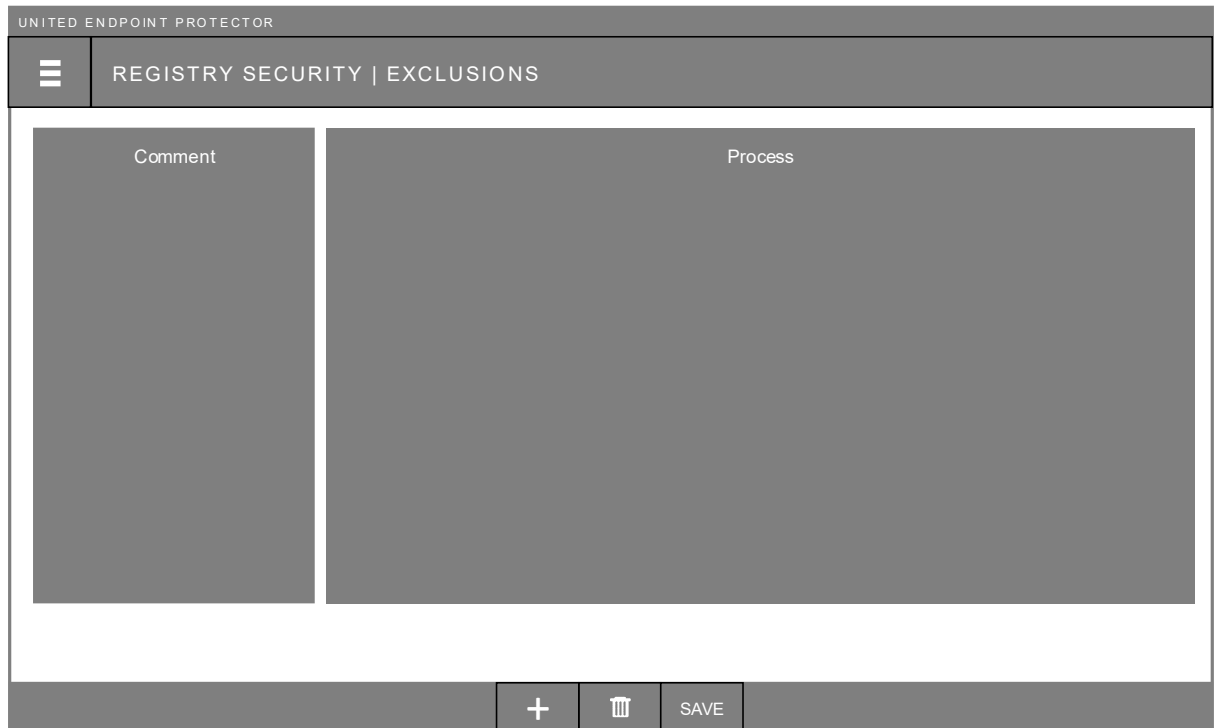 UNITED ENDPOINT PROTECTOR
REGISTRY SECURITY | EXCLUSIONS
Comment
Process
SAVE